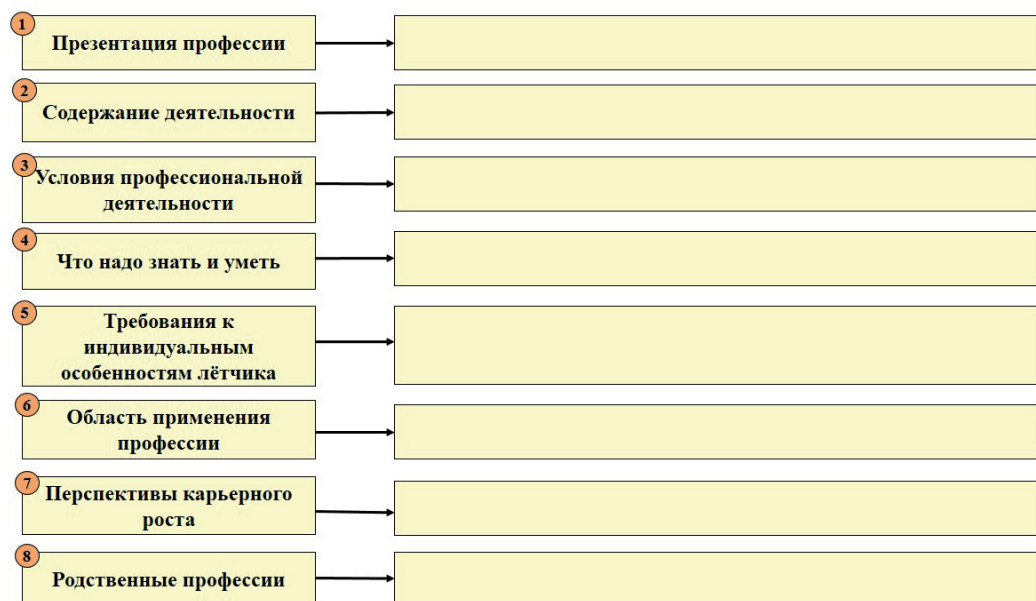 1
Презентация профессии
2
Содержание деятельности
3
Условия профессиональной
деятельности
4
Что надо знать и уметь
5
Требования к
индивидуальным
особенностям лётчика
6
Область применения
профессии
7
Перспективы карьерного
роста
8
Родственные профессии